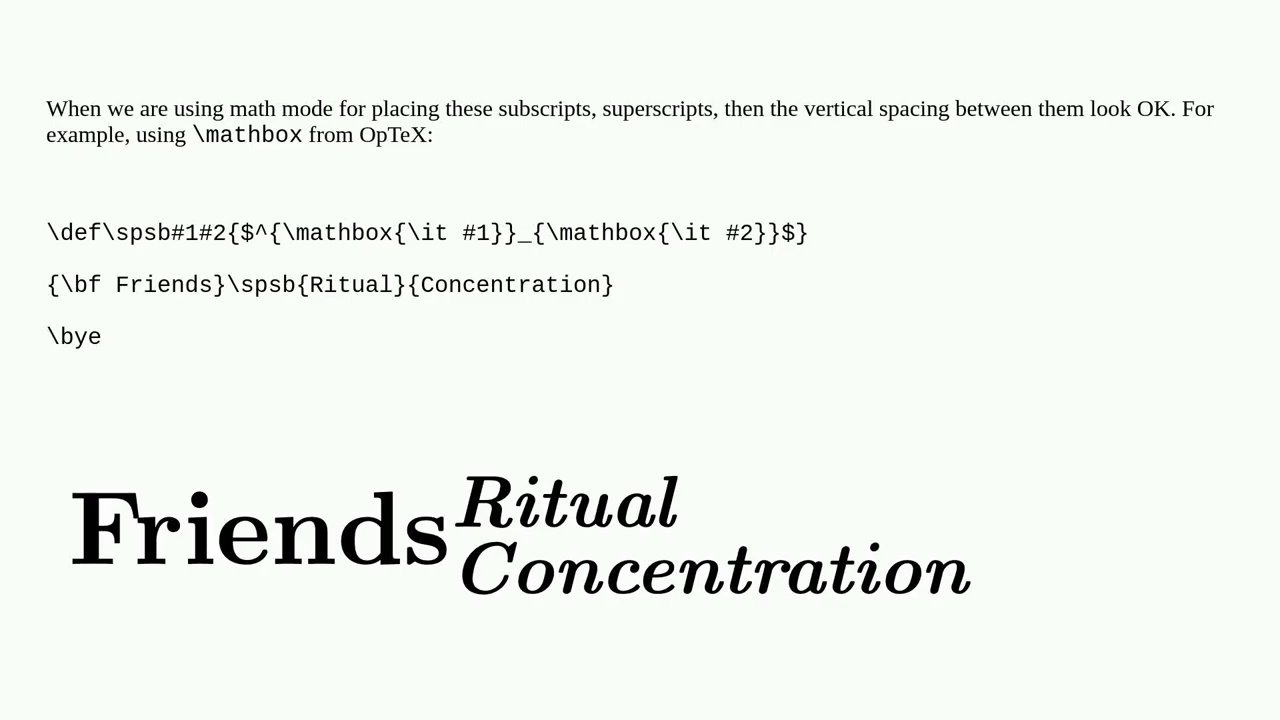 When we are using math mode for placing these subscripts, superscripts, then the vertical spacing between them look OK. For
example, using \mathbox from OpTeX:
\def\spsb#1#2{$^{\mathbox{\it #1}}_{\mathbox{\it #2}}$}
{\bf Friends}\spsb{Ritual}{Concentration}
\bye
Friends Ritual
Concentration